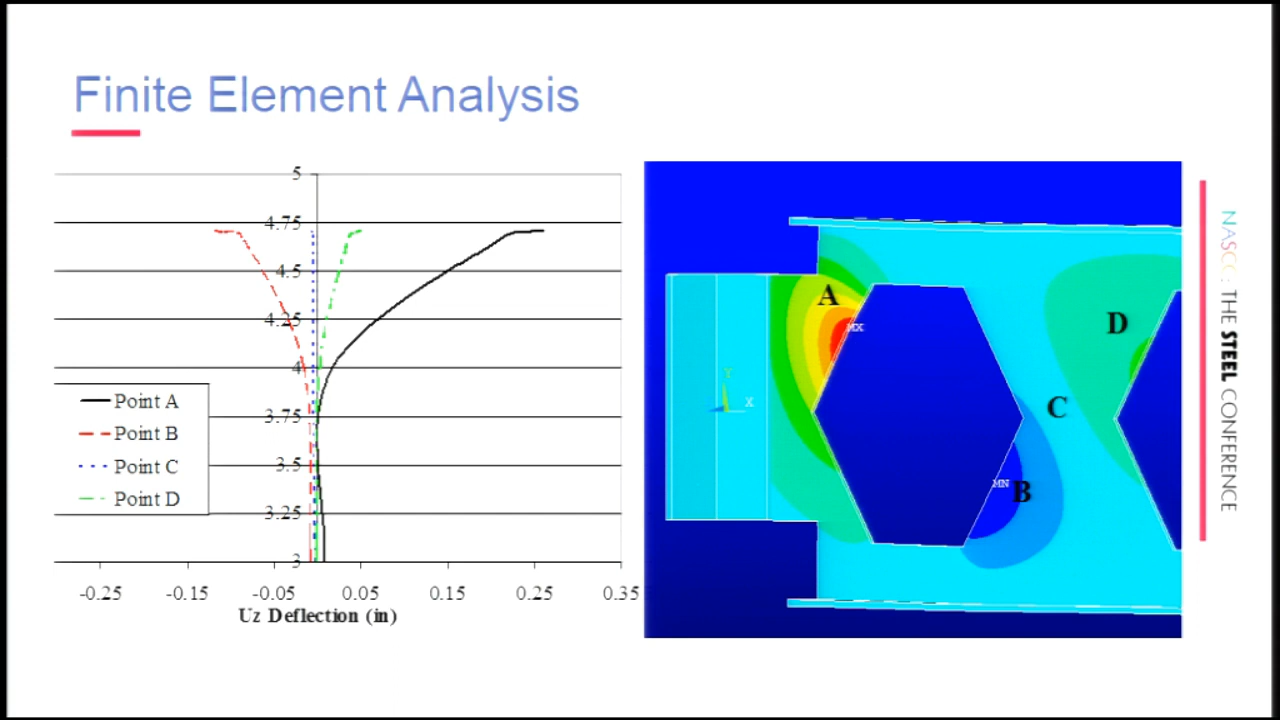 Finite Element Analysis
5
4.75
4.5
4.25
4
3.75
3.5
3.25
3
Point A
Point B
Point C
Point D
-0.25 -0.15 -0.05 0.05 0.15 0.25 0.35
Uz Deflection (in)
A
MX
D
Y
X
C
MN
B
NASCC : THE STEEL CONFERENCE